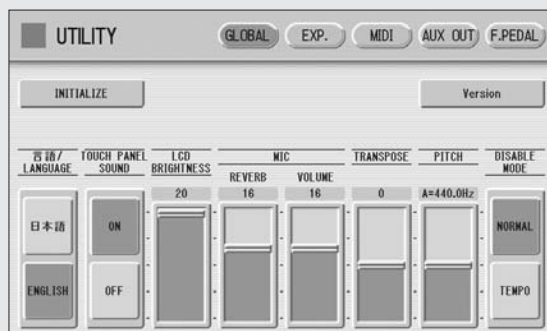 UTILITY
GLOBAL EXP. MIDI AUX OUT F.PEDAL
INITIALIZE Version
言語/ TOUCH PANEL LCD MIC TRANSPOSE PITCH DISABLE
LANGUAGE SOUND BRIGHTNESS REVERB VOLUME MODE
20 16 16 0 A=440.0Hz
日本語 ON NORMAL
ENGLISH OFF TEMPO